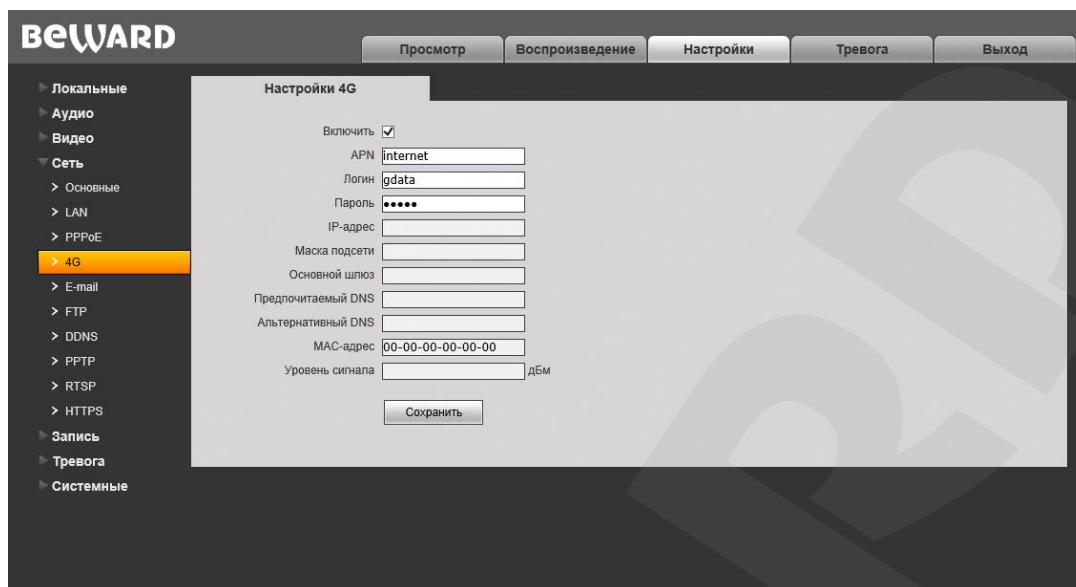 BEWARD
Просмотр
Воспроизведение
Настройки
Тревога
Выход
Локальные
Аудио
Видео
Сеть
> Основные
> LAN
> PPPoE
> 4G
> E-mail
> FTP
> DDNS
> PPTP
> RTSP
> HTTPS
Запись
Тревога
Системные
Настройки 4G
Включить
APN internet
Логин gdata
Пароль •••••
IP-адрес
Маска подсети
Основной шлюз
Предпочитаемый DNS
Альтернативный DNS
MAC-адрес 00-00-00-00-00-00
Уровень сигнала дБм
Сохранить